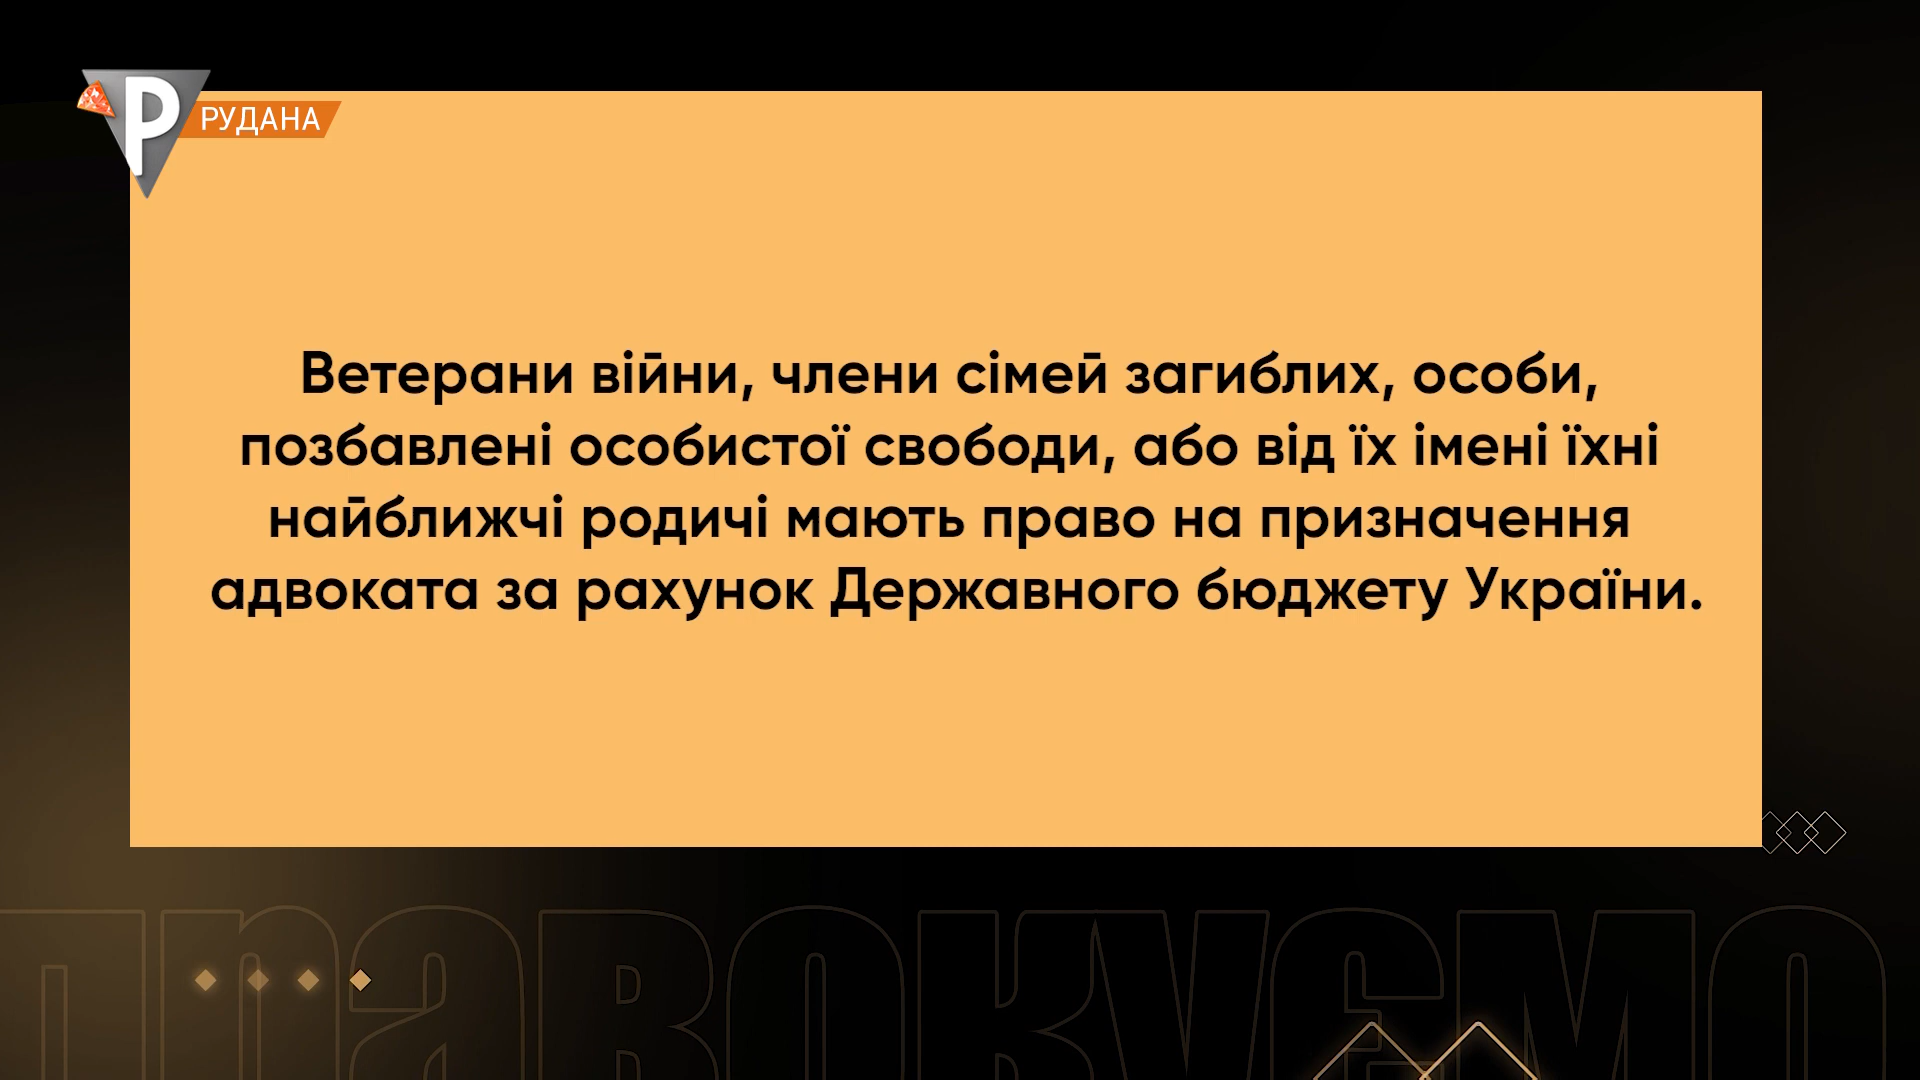 Р
РУДАНА
Ветерани війни, члени сімей загиблих, особи,
позбавлені особистої свободи, або від їх імені їхні
найближчі родичі мають право на призначення
адвоката за рахунок Державного бюджету України.
правокуємо